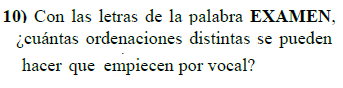 10) Con las letras de la palabra EXAMEN,
¿cuántas ordenaciones distintas se pueden
hacer que empiecen por vocal?